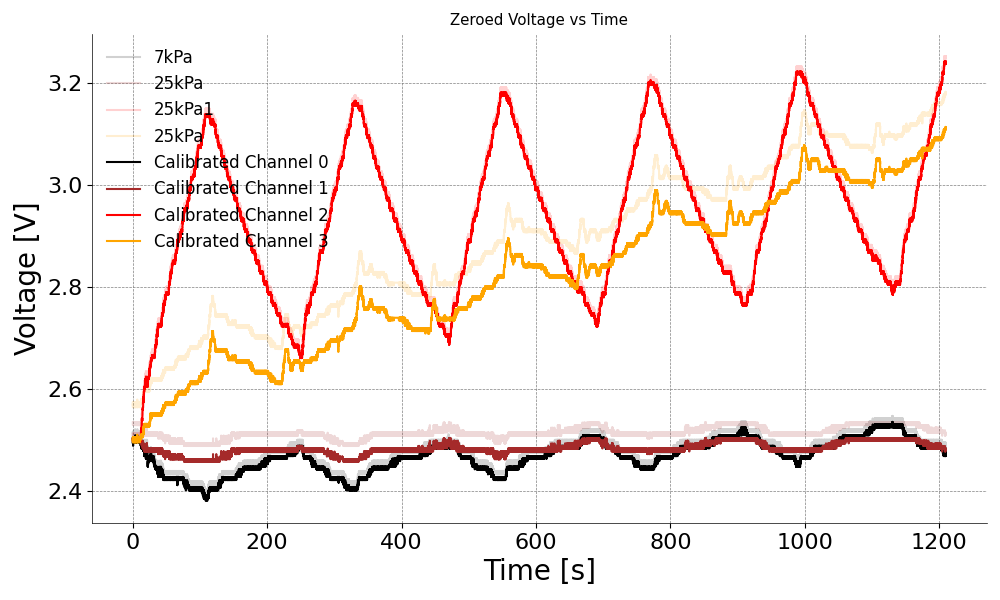 Zeroed Voltage vs Time
7kPa
25kPa
25kPa1
25kPa
Calibrated Channel 0
Calibrated Channel 1
Calibrated Channel 2
Calibrated Channel 3
3.2
3.0
2.8
2.6
2.4
Voltage [V]
0 200 400 600 800 1000 1200
Time [s]